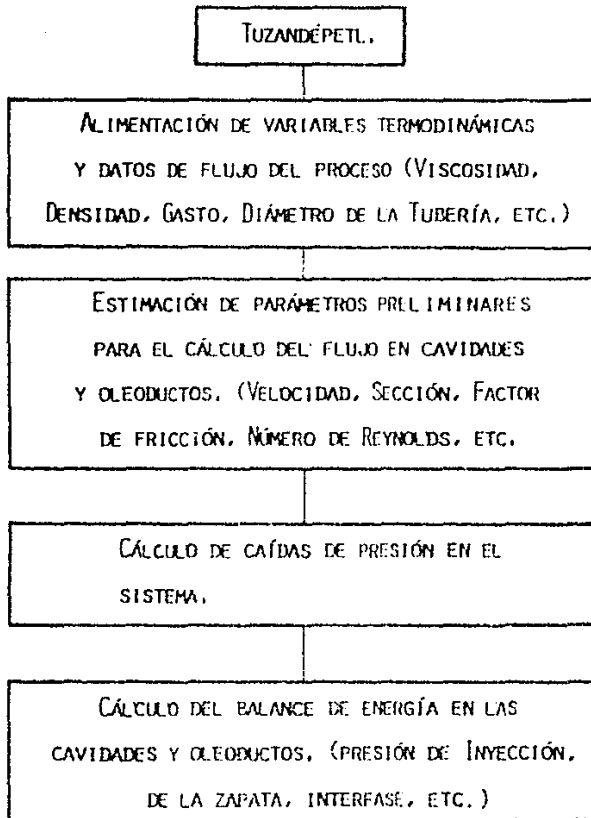 TUZANDÉPETL.
ALIMENTACIÓN DE VARIABLES TERMODINÁMICAS
Y DATOS DE FLUJO DEL PROCESO (VISCOSIDAD,
DENSIDAD, GASTO, DIÁMETRO DE LA TUBERÍA, ETC.)
ESTIMACIÓN DE PARÁMETROS PRELIMINARES
PARA EL CÁLCULO DEL FLUJO EN CAVIDADES
Y OLEODUCTOS. (VELOCIDAD, SECCIÓN, FACTOR
DE FRICCIÓN, NÚMERO DE REYNOLDS, ETC.
CÁLCULO DE CAÍDAS DE PRESIÓN EN EL
SISTEMA.
CÁLCULO DEL BALANCE DE ENERGÍA EN LAS
CAVIDADES Y OLEODUCTOS. (PRESIÓN DE INYECCIÓN,
DE LA ZAPATA, INTERFASE, ETC.)